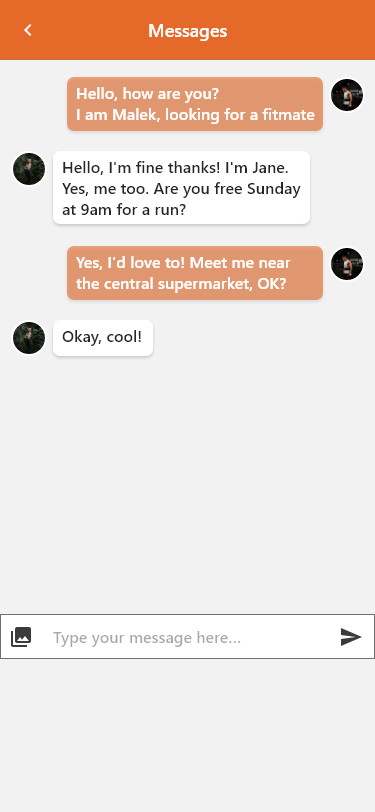 Messages
Hello, how are you?
I am Malek, looking for a fitmate
Hello, I'm fine thanks! I'm Jane.
Yes, me too. Are you free Sunday
at 9am for a run?
Yes, I'd love to! Meet me near
the central supermarket, OK?
Okay, cool!
Type your message here...